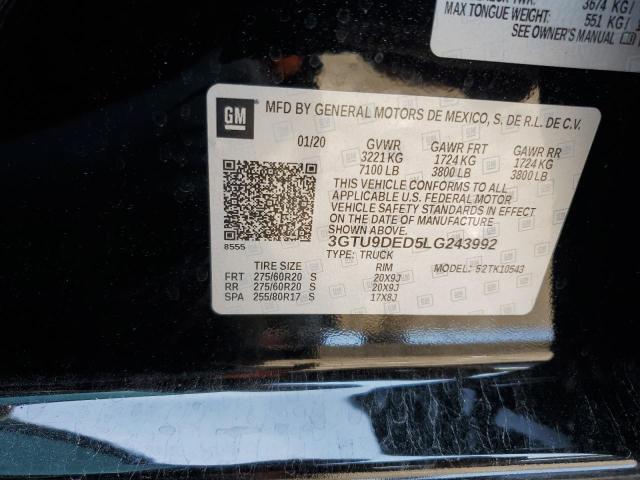 3674 KG/
MAX TONGUE WEIGHT: 551 KG/
SEE OWNER'S MANUAL
GM
MFD BY GENERAL MOTORS DE MEXICO, S. DE R.L. DE C.V.
01/20 GVWR GAWR FRT GAWR RR
3221 KG 1724 KG 1724 KG
7100 LB 3800 LB 3800 LB
THIS VEHICLE CONFORMS TO ALL
APPLICABLE U.S. FEDERAL MOTOR
VEHICLE SAFETY STANDARDS IN EFFECT
ON THE DATE OF MANUFACTURE
SHOWN ABOVE.
8555 3GTU9DED5LG243992
TYPE: TRUCK
TIRE SIZE RIM MODEL: 52TK10543
FRT 275/60R20 S 20X9J
RR 275/60R20 S 20X9J
SPA 255/80R17 S 17X8J